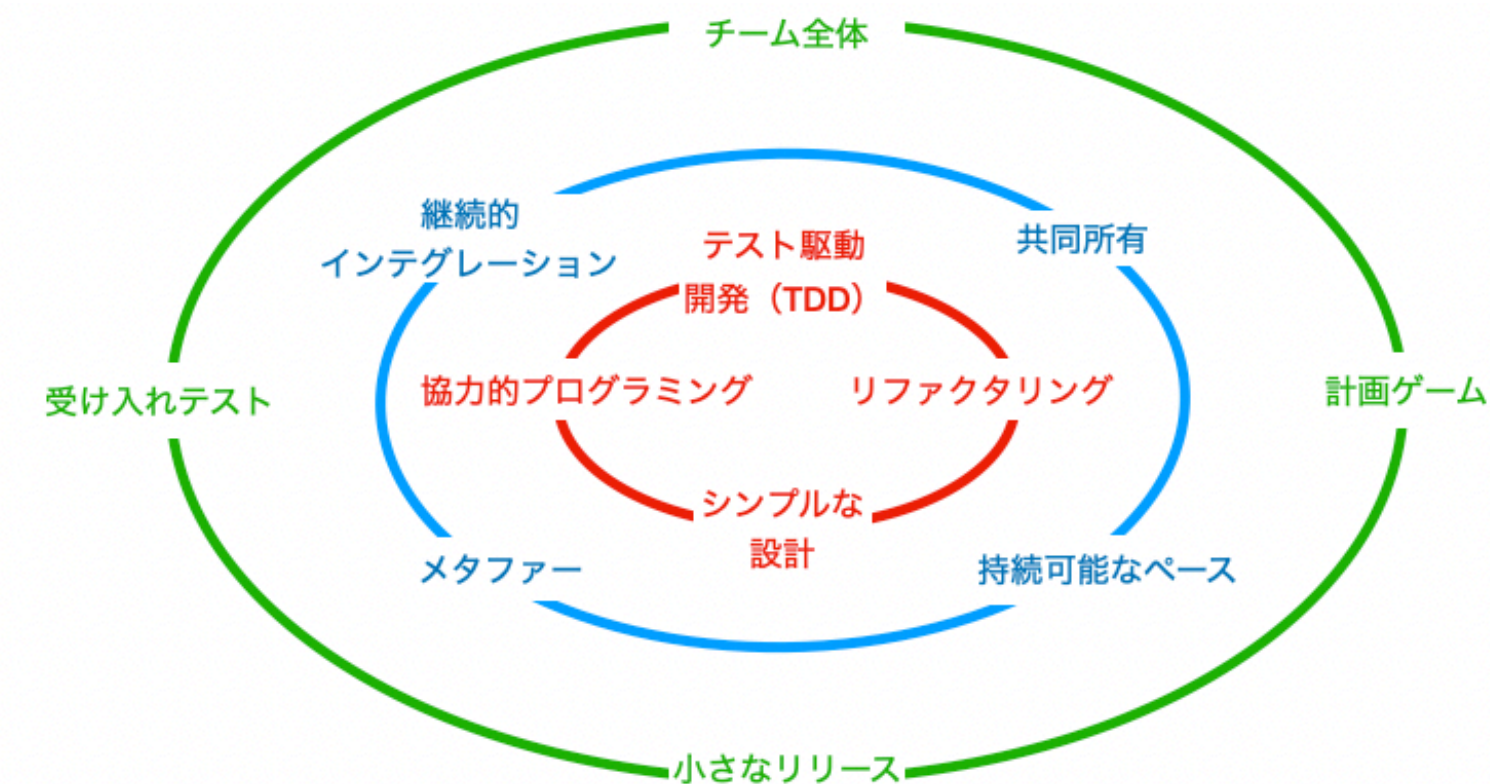 チーム全体
継続的
インテグレーション
共同所有
テスト駆動
開発（TDD）
協力的プログラミング
リファクタリング
受け入れテスト
計画ゲーム
シンプルな
設計
メタファー
持続可能なペース
小さなリリース